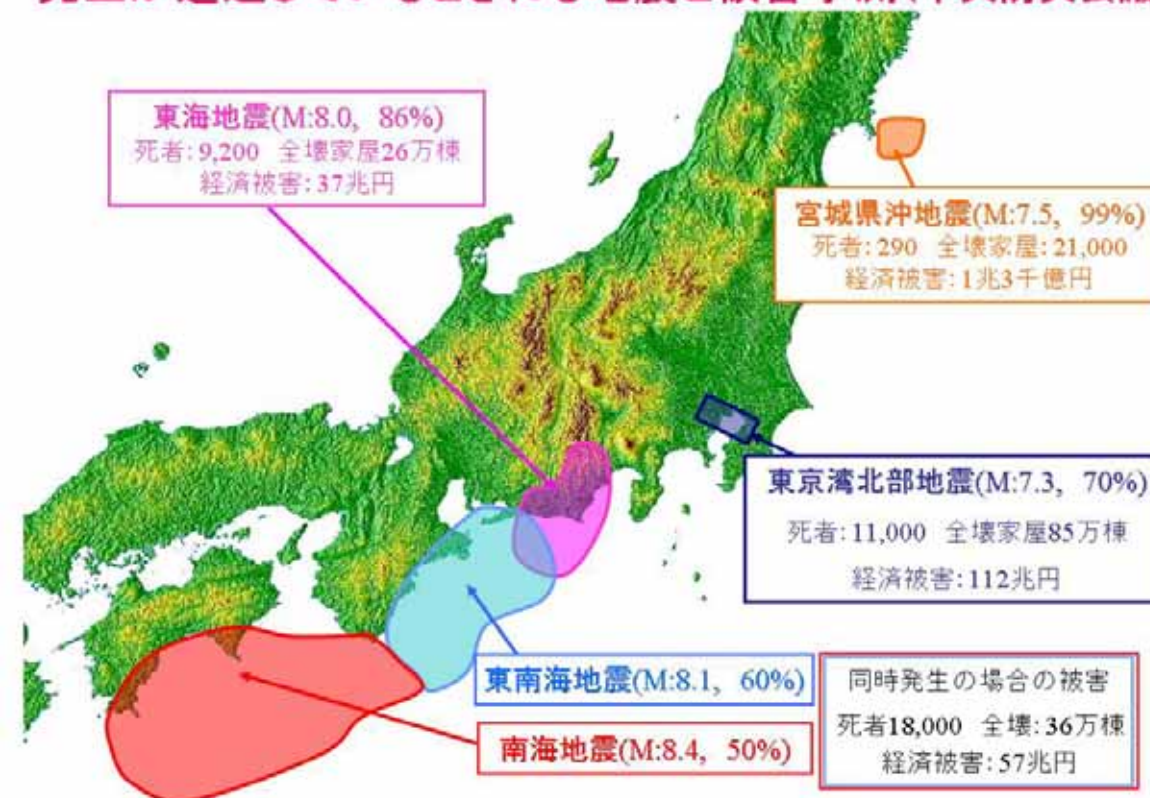 東海地震(M:8.0, 86%)
死者:9,200 全壊家屋26万棟
経済被害:37兆円
宮城県沖地震(M:7.5, 99%)
死者:290 全壊家屋:21,000
経済被害:1兆3千億円
東京湾北部地震(M:7.3, 70%)
死者:11,000 全壊家屋85万棟
経済被害:112兆円
東南海地震(M:8.1, 60%)
南海地震(M:8.4, 50%)
同時発生の場合の被害
死者18,000 全壊:36万棟
経済被害:57兆円